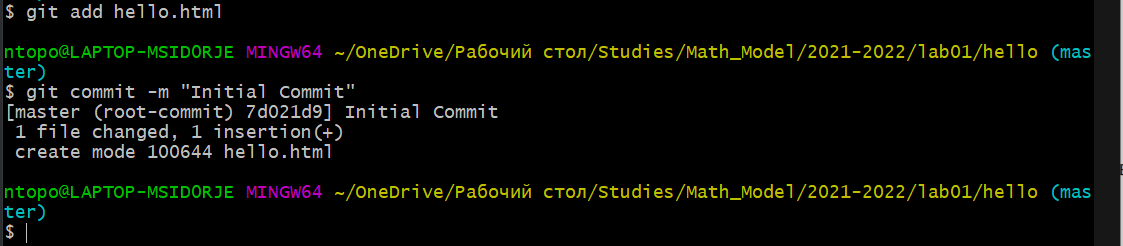 $ git add hello.html
ntopo@LAPTOP-MSIDORJE MINGW64 ~/OneDrive/Рабочий стол/Studies/Math_Model/2021-2022/lab01/hello (mas
ter)
$ git commit -m "Initial Commit"
[master (root-commit) 7d021d9] Initial Commit
 1 file changed, 1 insertion(+)
 create mode 100644 hello.html
ntopo@LAPTOP-MSIDORJE MINGW64 ~/OneDrive/Рабочий стол/Studies/Math_Model/2021-2022/lab01/hello (mas
ter)
$